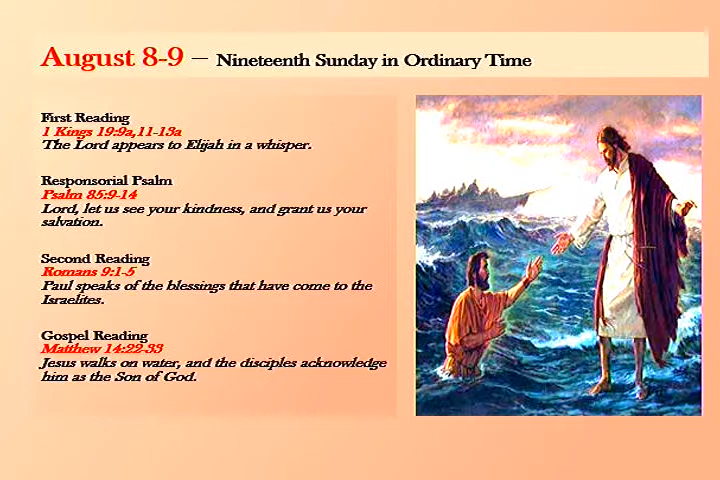 August 8-9 – Nineteenth Sunday in Ordinary Time
First Reading
1 Kings 19:9a,11-13a
The Lord appears to Elijah in a whisper.
Responsorial Psalm
Psalm 85:9-14
Lord, let us see your kindness, and grant us your
salvation.
Second Reading
Romans 9:1-5
Paul speaks of the blessings that have come to the
Israelites.
Gospel Reading
Matthew 14:22-33
Jesus walks on water, and the disciples acknowledge
him as the Son of God.